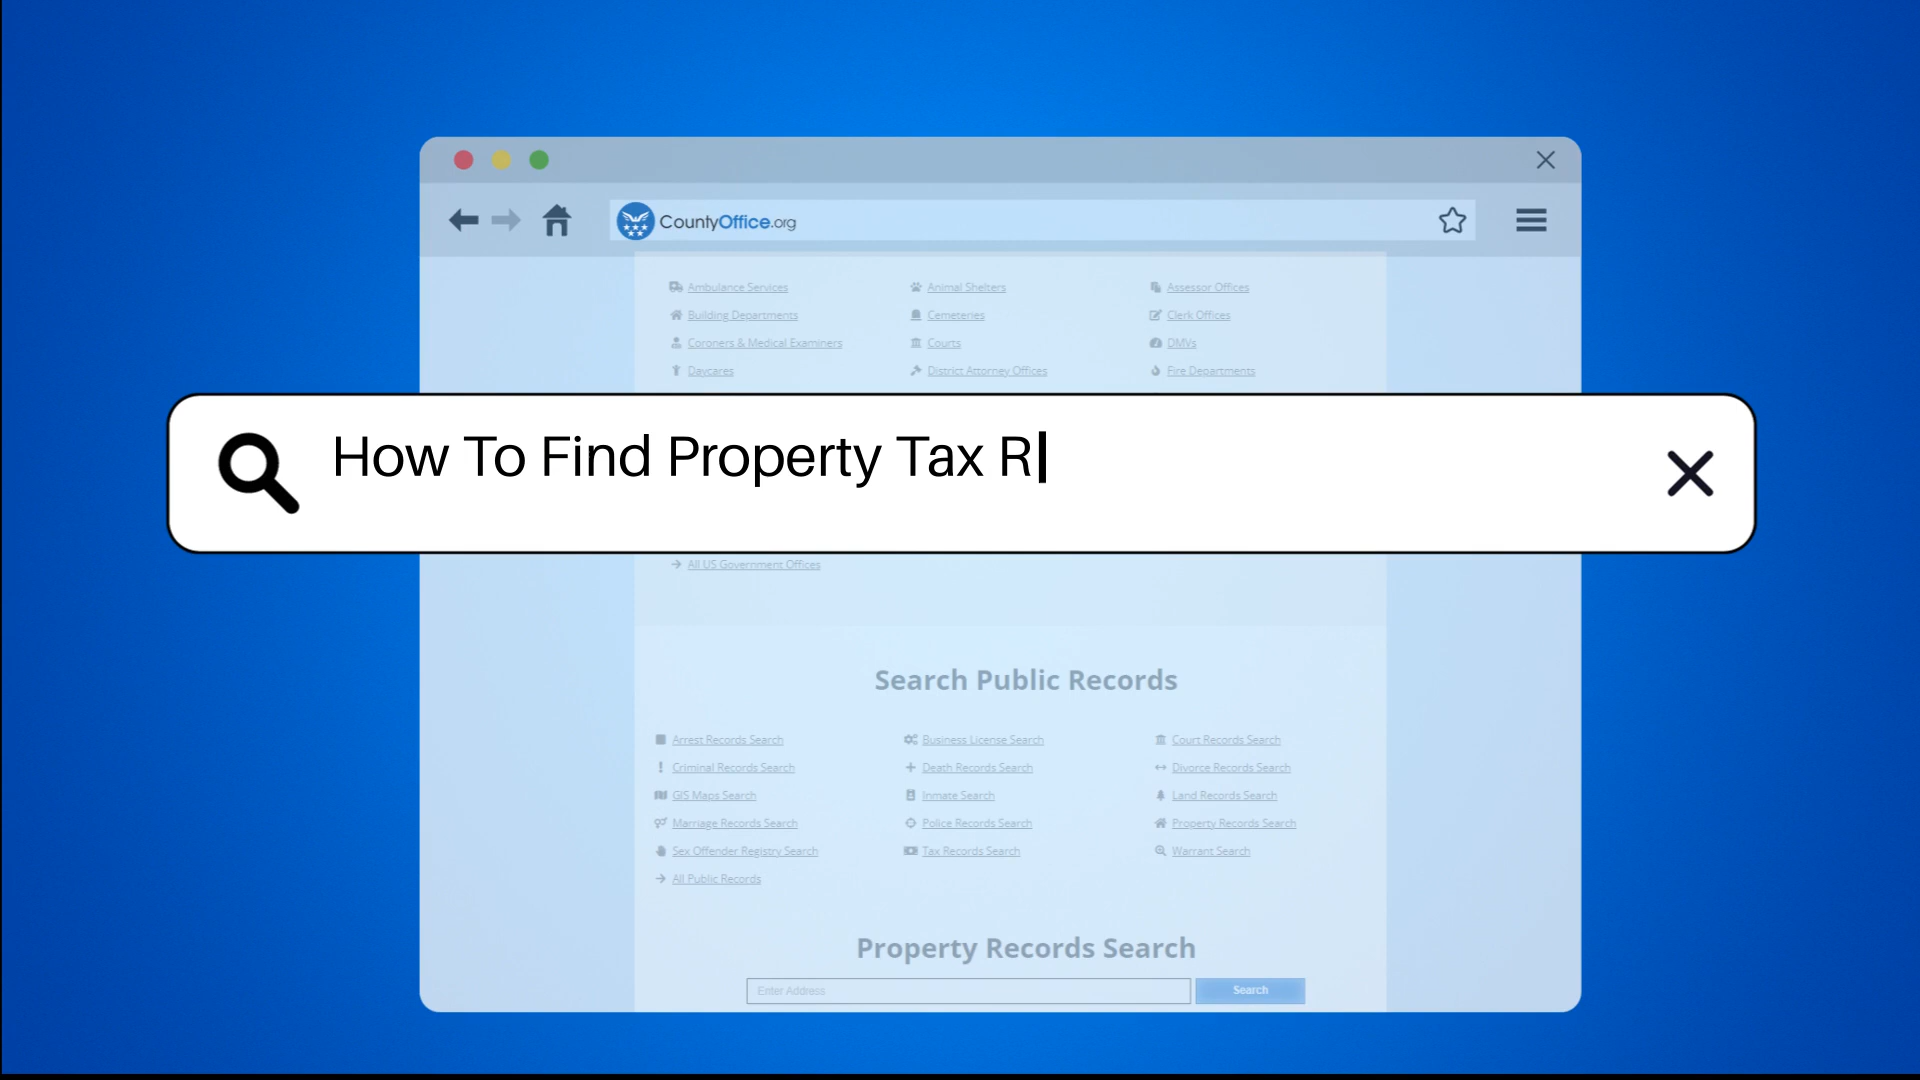 CountyOffice.org
Ambulance Services Animal Shelters Assessor Offices
Building Departments Cemeteries Clerk Offices
Coroners & Medical Examiners Courts DMVs
Daycares District Attorney Offices Fire Departments
How To Find Property Tax R
All US Government Offices
Search Public Records
Arrest Records Search Business License Search Court Records Search
Criminal Records Search Death Records Search Divorce Records Search
GIS Maps Search Inmate Search Land Records Search
Marriage Records Search Police Records Search Property Records Search
Sex Offender Registry Search Tax Records Search Warrant Search
All Public Records
Property Records Search
Enter Address Search